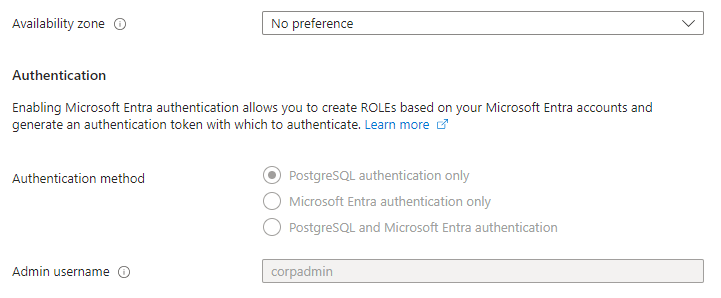 Availability zone
No preference
Authentication
Enabling Microsoft Entra authentication allows you to create ROLEs based on your Microsoft Entra accounts and
generate an authentication token with which to authenticate. Learn more
Authentication method
PostgreSQL authentication only
Microsoft Entra authentication only
PostgreSQL and Microsoft Entra authentication
Admin username
corpadmin